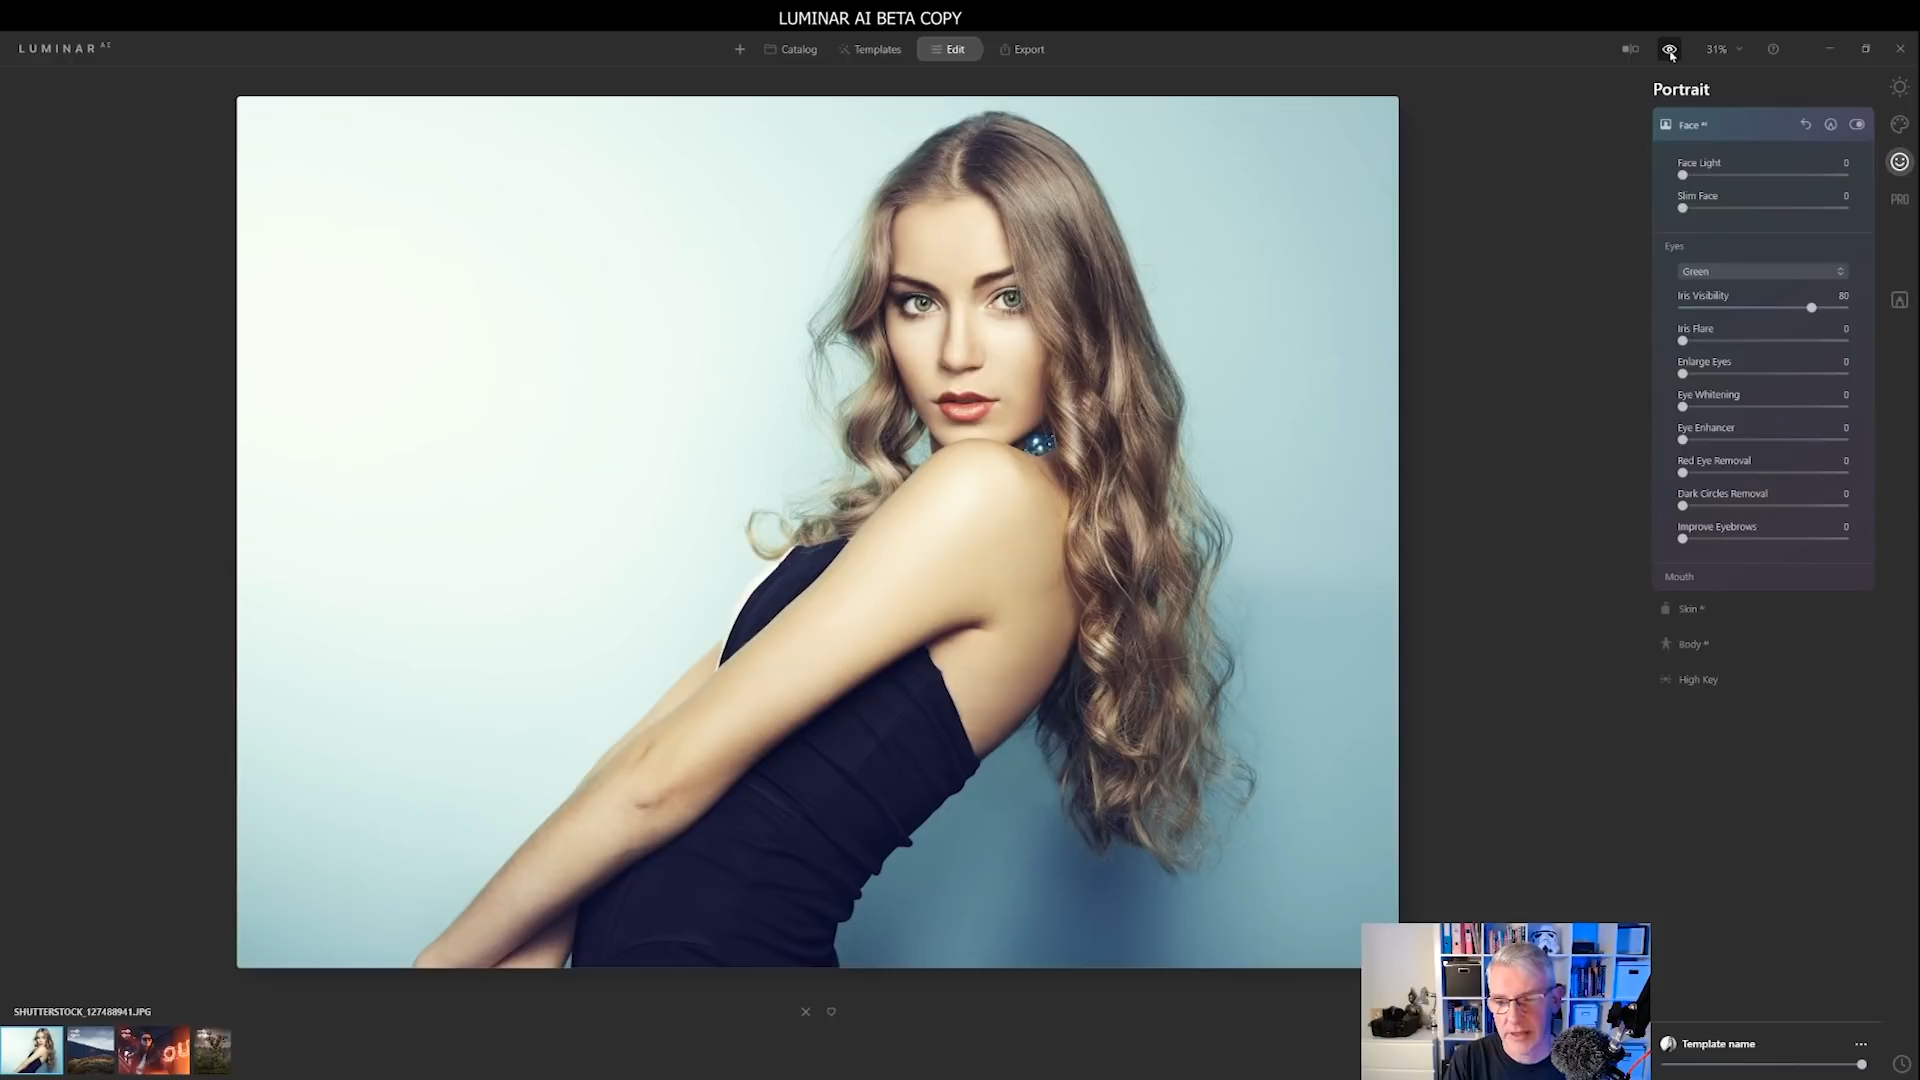 LUMINAR AI BETA COPY
LUMINAR AI
+ Catalog Templates Edit Export
31%
Portrait
Face AI
Face Light 0
Slim Face 0
PRO
Eyes
Green
Iris Visibility 80
Iris Flare 0
Enlarge Eyes 0
Eye Whitening 0
Eye Enhancer 0
Red Eye Removal 0
Dark Circles Removal 0
Improve Eyebrows 0
Mouth
Skin AI
Body AI
High Key
SHUTTERSTOCK_127488941.JPG
OU
Template name